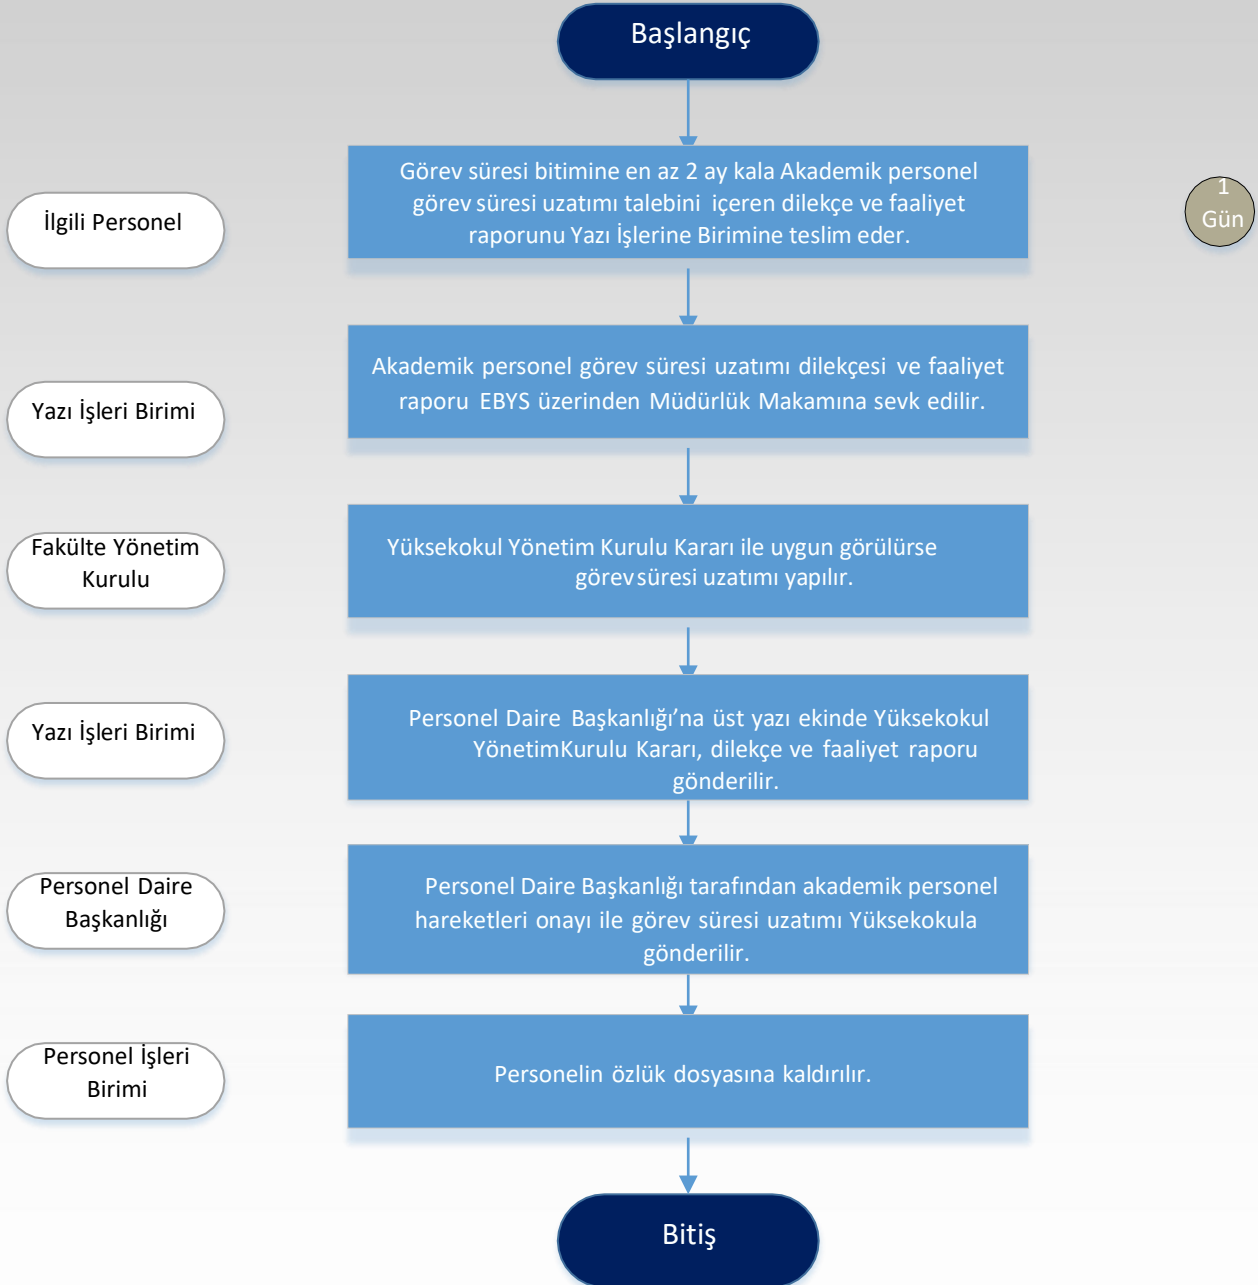 Başlangıç
İlgili Personel
Görev süresi bitimine en az 2 ay kala Akademik personel
görev süresi uzatımı talebini içeren dilekçe ve faaliyet
raporunu Yazı İşlerine Birimine teslim eder.
1
Gün
Yazı İşleri Birimi
Akademik personel görev süresi uzatımı dilekçesi ve faaliyet
raporu EBYS üzerinden Müdürlük Makamına sevk edilir.
Fakülte Yönetim
Kurulu
Yüksekokul Yönetim Kurulu Kararı ile uygun görülürse
görev süresi uzatımı yapılır.
Yazı İşleri Birimi
Personel Daire Başkanlığı’na üst yazı ekinde Yüksekokul
YönetimKurulu Kararı, dilekçe ve faaliyet raporu
gönderilir.
Personel Daire
Başkanlığı
Personel Daire Başkanlığı tarafından akademik personel
hareketleri onayı ile görev süresi uzatımı Yüksekokula
gönderilir.
Personel İşleri
Birimi
Personelin özlük dosyasına kaldırılır.
Bitiş